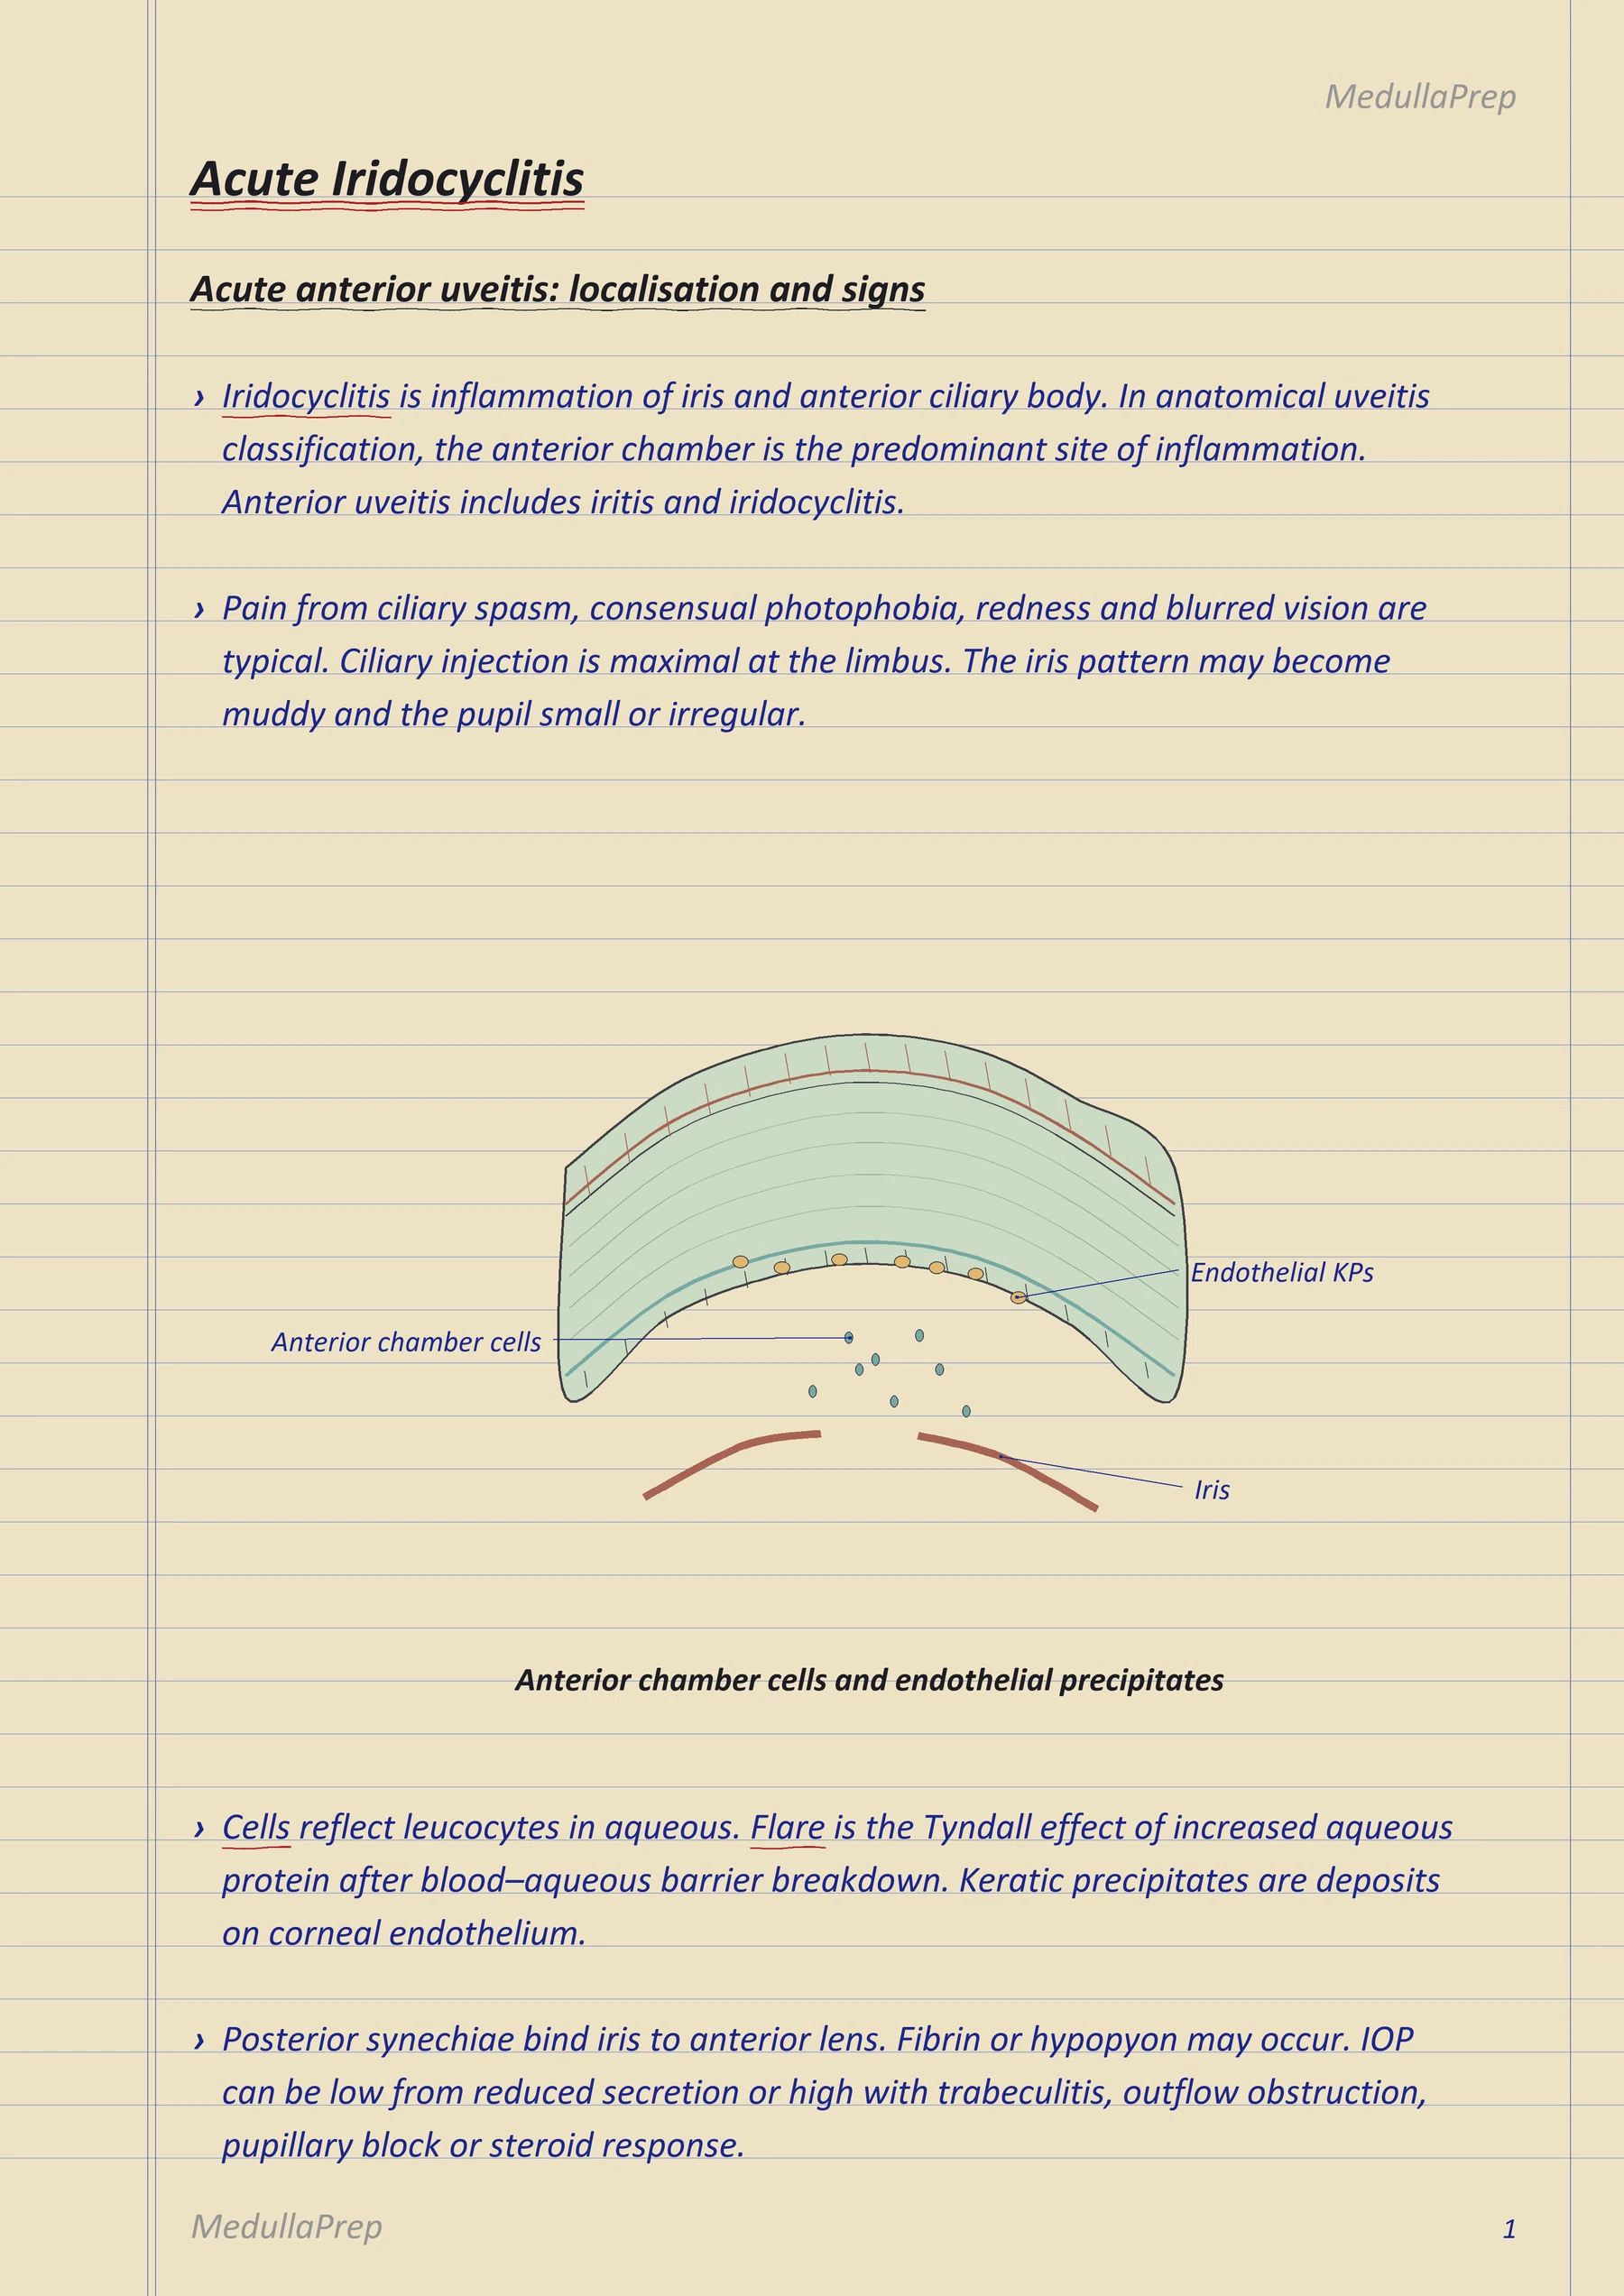 MedullaPrep
Acute Iridocyclitis
Acute anterior uveitis: localisation and signs
› Iridocyclitis is inflammation of iris and anterior ciliary body. In anatomical uveitis
classification, the anterior chamber is the predominant site of inflammation.
Anterior uveitis includes iritis and iridocyclitis.
› Pain from ciliary spasm, consensual photophobia, redness and blurred vision are
typical. Ciliary injection is maximal at the limbus. The iris pattern may become
muddy and the pupil small or irregular.
Endothelial KPs
Anterior chamber cells
Iris
Anterior chamber cells and endothelial precipitates
› Cells reflect leucocytes in aqueous. Flare is the Tyndall effect of increased aqueous
protein after blood–aqueous barrier breakdown. Keratic precipitates are deposits
on corneal endothelium.
› Posterior synechiae bind iris to anterior lens. Fibrin or hypopyon may occur. IOP
can be low from reduced secretion or high with trabeculitis, outflow obstruction,
pupillary block or steroid response.
MedullaPrep
1